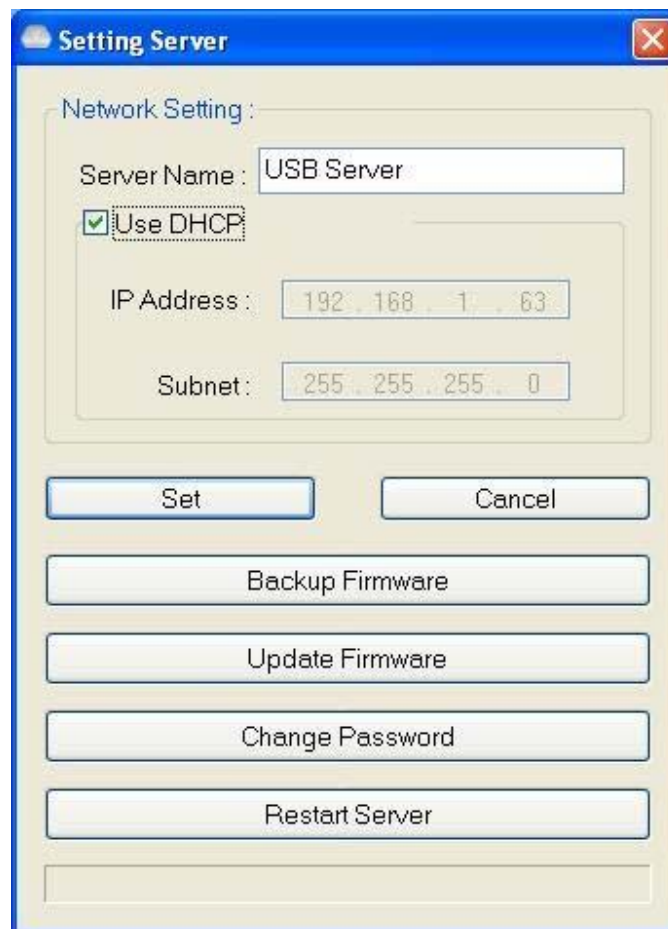 Setting Server
Network Setting :
Server Name : USB Server
Use DHCP
IP Address : 192 . 168 . 1 . 63
Subnet : 255 . 255 . 255 . 0
Set Cancel
Backup Firmware
Update Firmware
Change Password
Restart Server